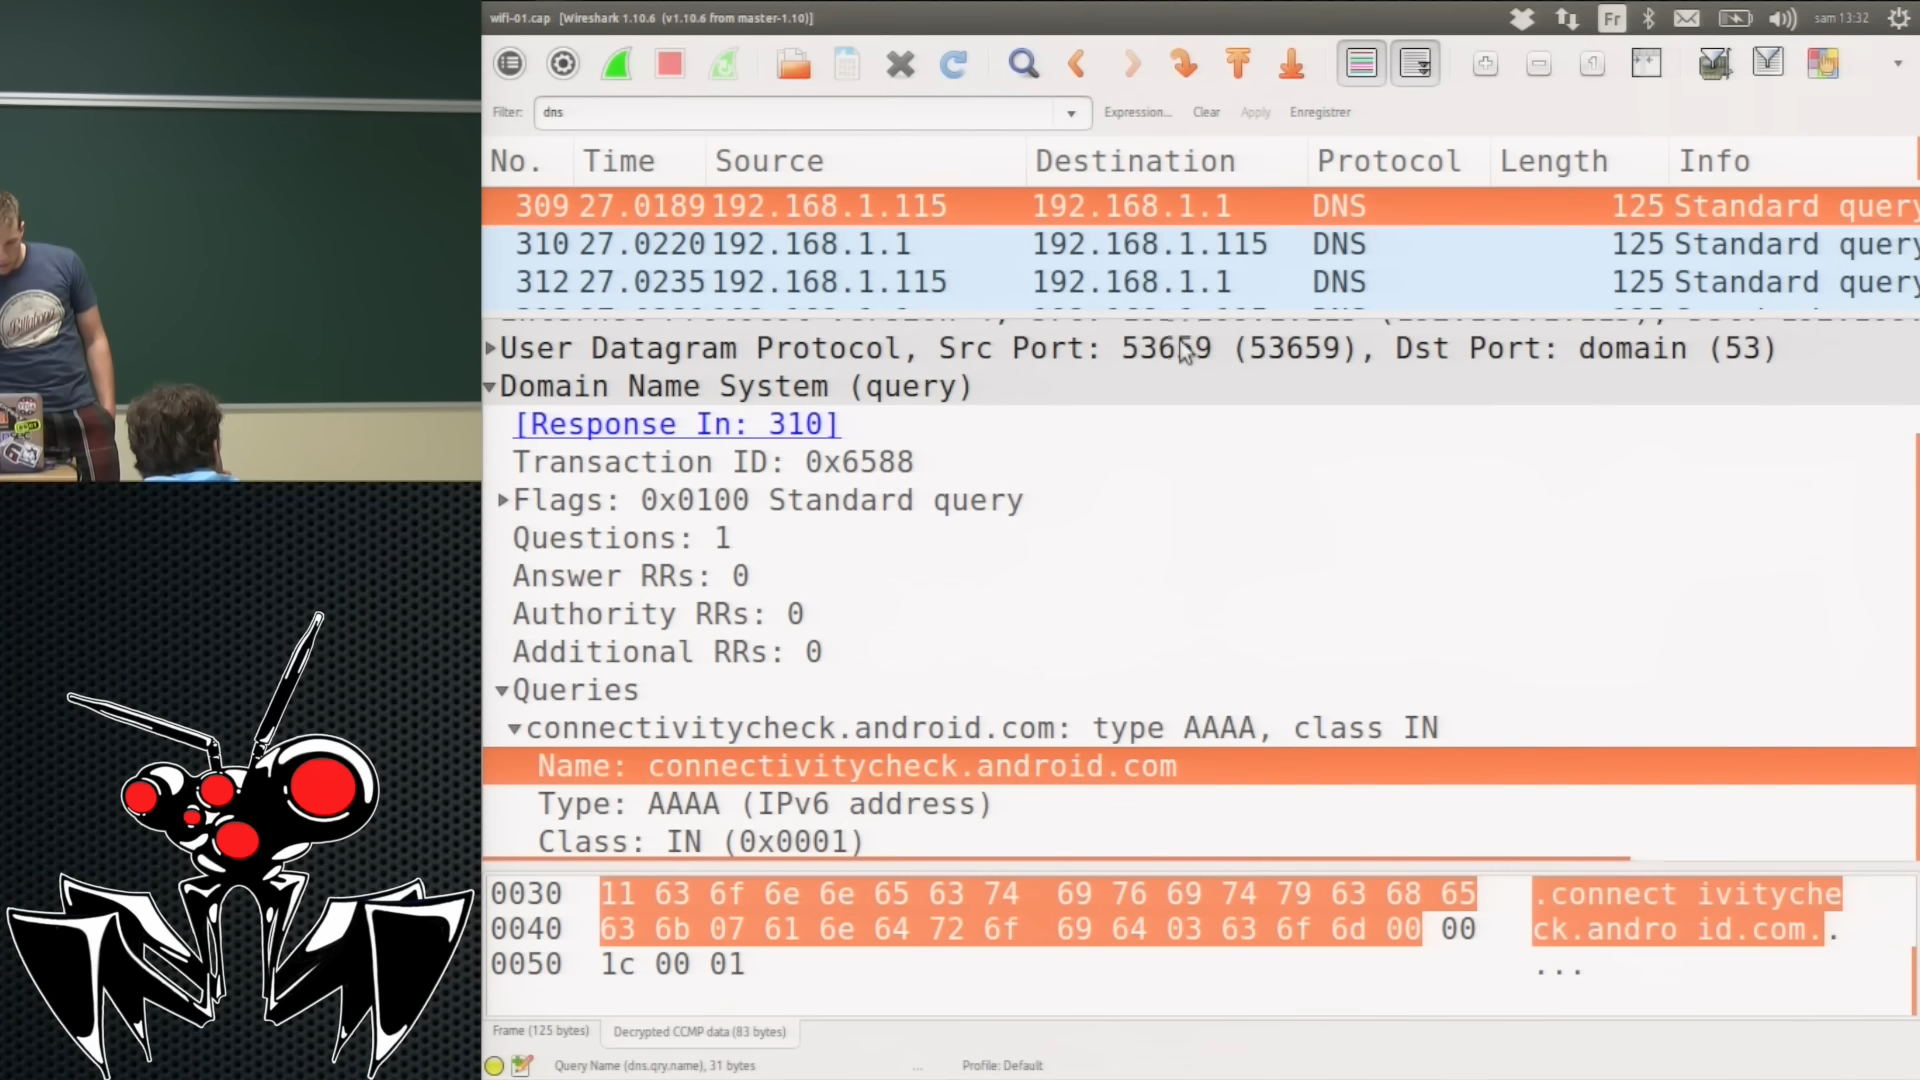 wifi-01.cap [Wireshark 1.10.6 (v1.10.6 from master-1.10)]
Fr
sam 13:32
Filter: dns Expression... Clear Apply Enregistrer
No. Time Source Destination Protocol Length Info
309 27.0189 192.168.1.115 192.168.1.1 DNS 125 Standard query
310 27.0220 192.168.1.1 192.168.1.115 DNS 125 Standard query
312 27.0235 192.168.1.115 192.168.1.1 DNS 125 Standard query
User Datagram Protocol, Src Port: 53659 (53659), Dst Port: domain (53)
Domain Name System (query)
[Response In: 310]
Transaction ID: 0x6588
Flags: 0x0100 Standard query
Questions: 1
Answer RRs: 0
Authority RRs: 0
Additional RRs: 0
Queries
connectivitycheck.android.com: type AAAA, class IN
Name: connectivitycheck.android.com
Type: AAAA (IPv6 address)
Class: IN (0x0001)
0030 11 63 6f 6e 6e 65 63 74 69 76 69 74 79 63 68 65 .connect ivityche
0040 63 6b 07 61 6e 64 72 6f 69 64 03 63 6f 6d 00 00 ck.andro id.com..
0050 1c 00 01 ...
Frame (125 bytes) Decrypted CCMP data (83 bytes)
Query Name (dns.qry.name), 31 bytes ... Profile: Default
Billabong